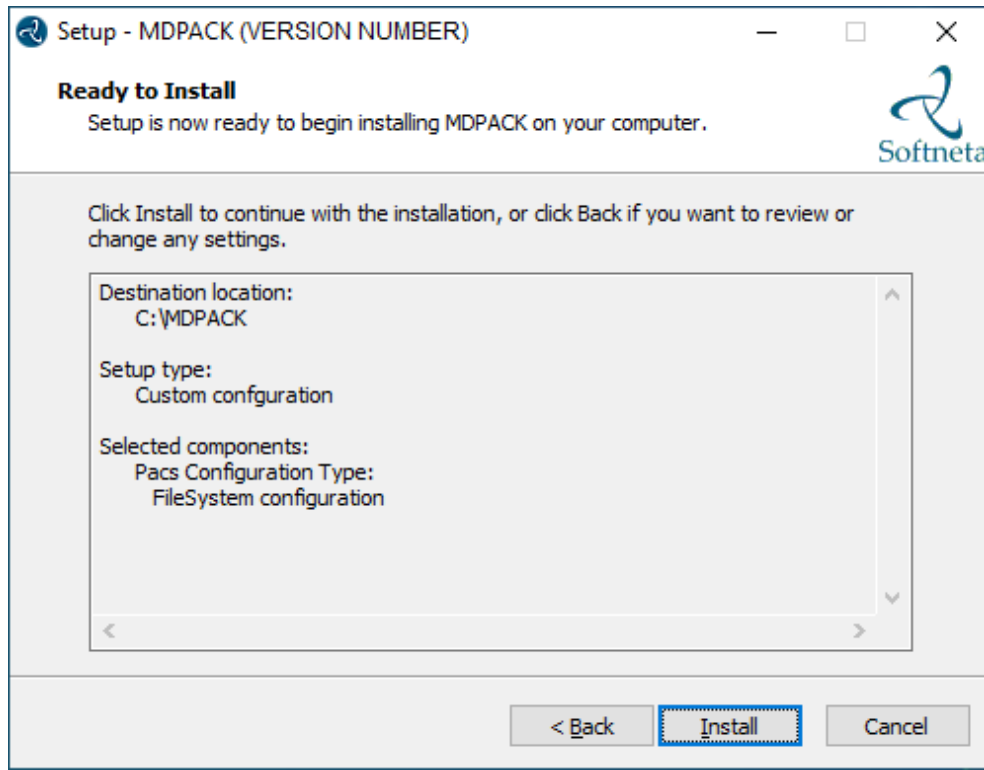 Setup - MDPACK (VERSION NUMBER)
Ready to Install
Setup is now ready to begin installing MDPACK on your computer.
Softneta
Click Install to continue with the installation, or click Back if you want to review or
change any settings.
Destination location:
C:\MDPACK
Setup type:
Custom confguration
Selected components:
Pacs Configuration Type:
FileSystem configuration
< Back
Install
Cancel